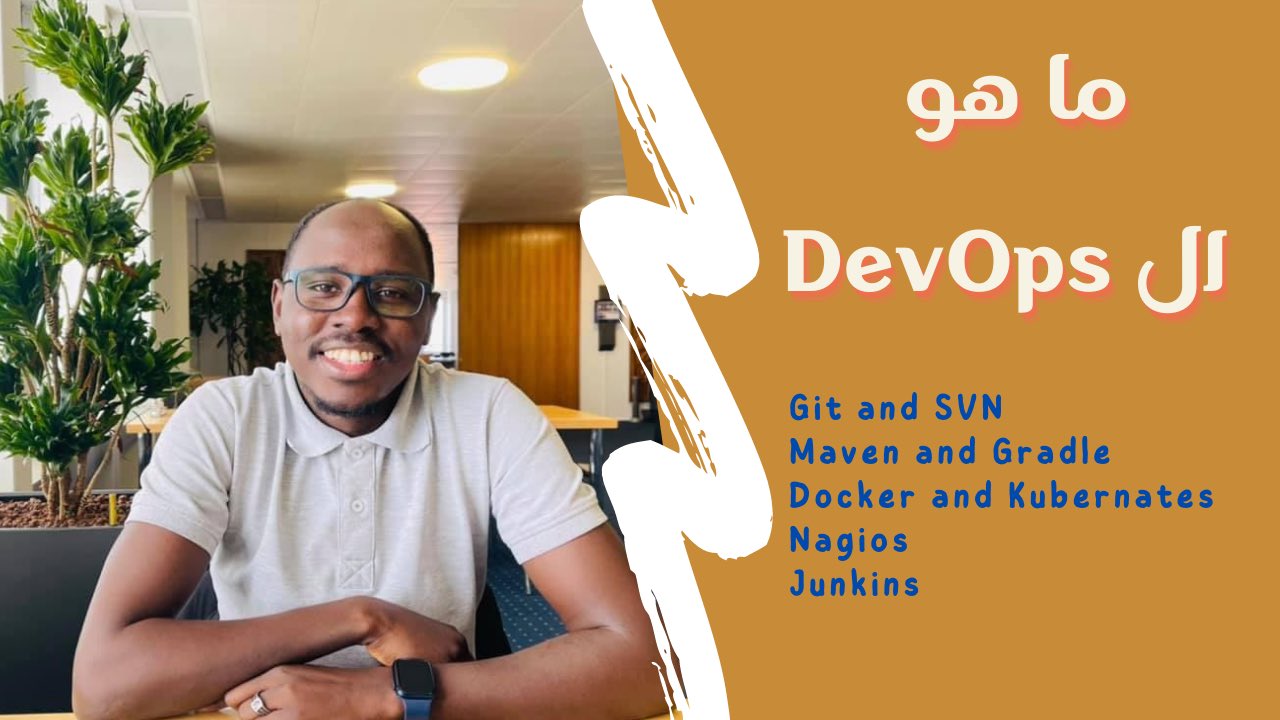 ما هو
ال DevOps
Git and SVN
Maven and Gradle
Docker and Kubernates
Nagios
Junkins